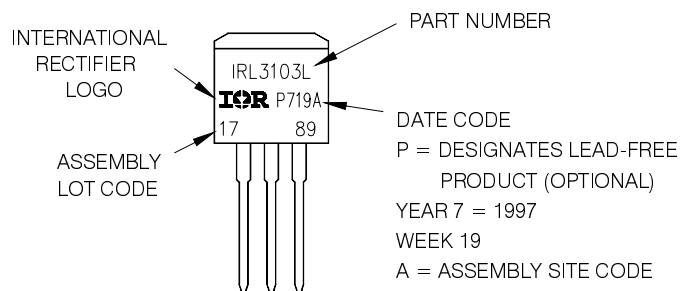 INTERNATIONAL
RECTIFIER
LOGO
ASSEMBLY
LOT CODE
IRL3103L
IOR P719A
17 89
PART NUMBER
DATE CODE
P = DESIGNATES LEAD-FREE
PRODUCT (OPTIONAL)
YEAR 7 = 1997
WEEK 19
A = ASSEMBLY SITE CODE